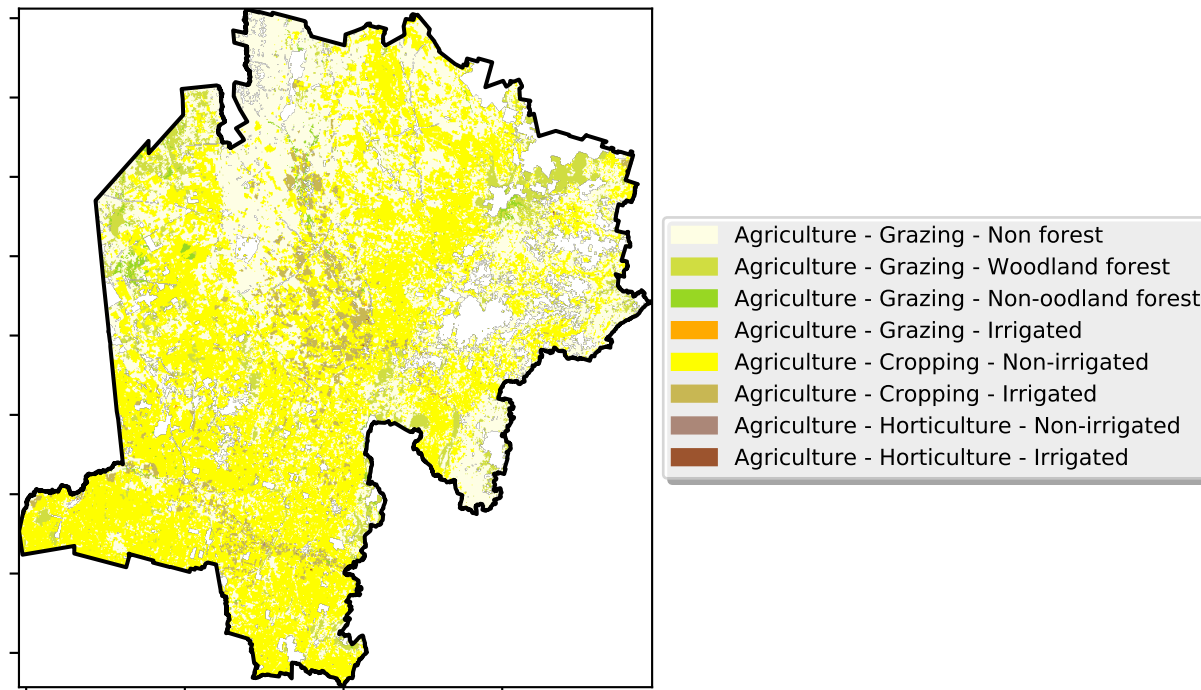 Agriculture - Grazing - Non forest
Agriculture - Grazing - Woodland forest
Agriculture - Grazing - Non-oodland forest
Agriculture - Grazing - Irrigated
Agriculture - Cropping - Non-irrigated
Agriculture - Cropping - Irrigated
Agriculture - Horticulture - Non-irrigated
Agriculture - Horticulture - Irrigated